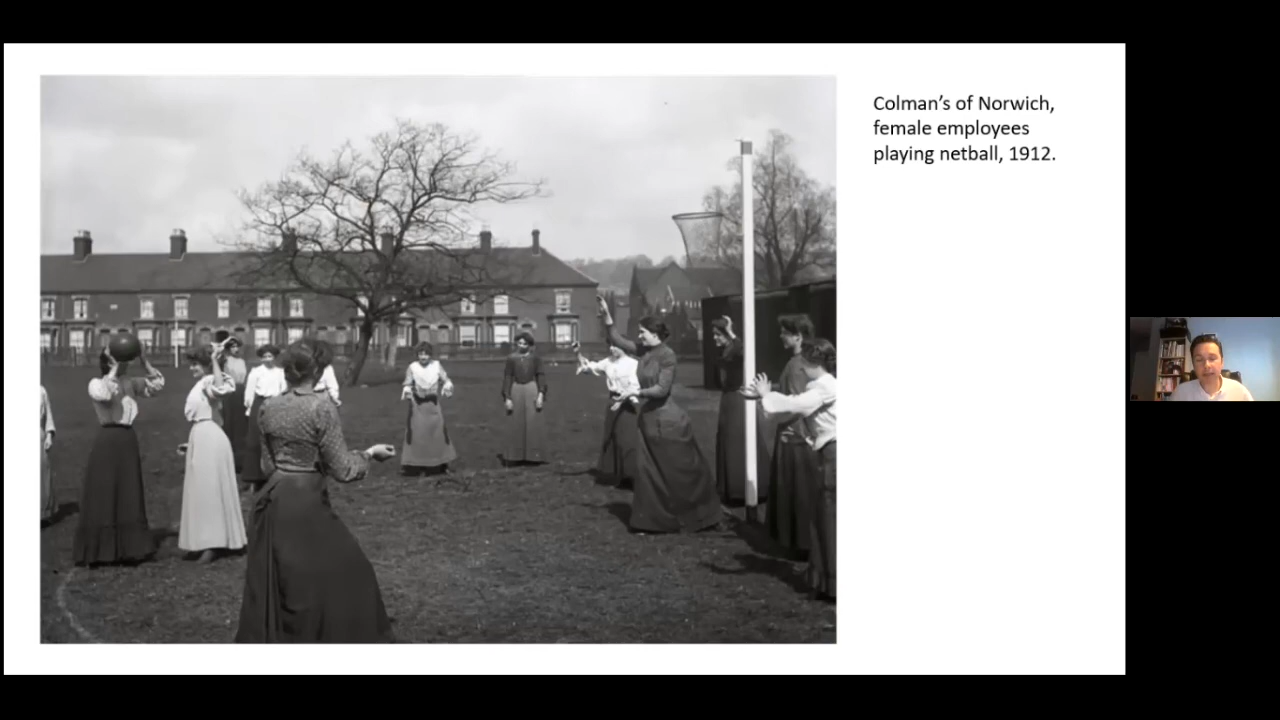 Colman’s of Norwich,
female employees
playing netball, 1912.